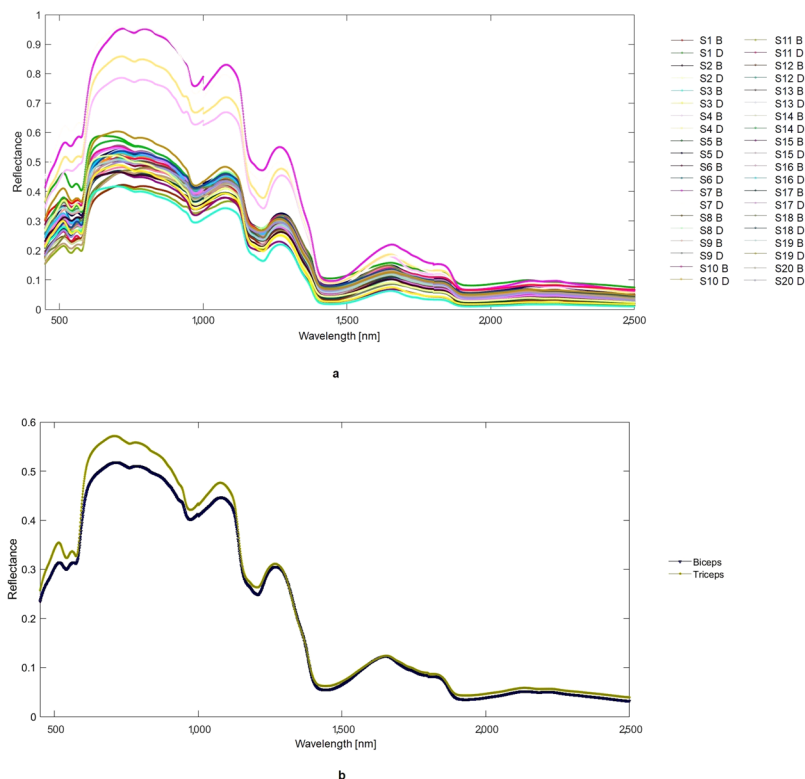 1
0.9
0.8
0.7
0.6
0.5
0.4
0.3
0.2
0.1
0
Reflectance
500 1,000 1,500 2,000 2,500
Wavelength [nm]
S1 B S11 B
S1 D S11 D
S2 B S12 B
S2 D S12 D
S3 B S13 B
S3 D S13 D
S4 B S14 B
S4 D S14 D
S5 B S15 B
S5 D S15 D
S6 B S16 B
S6 D S16 D
S7 B S17 B
S7 D S17 D
S8 B S18 B
S8 D S18 D
S9 B S19 B
S9 D S19 D
S10 B S20 B
S10 D S20 D
a
0.6
0.5
0.4
0.3
0.2
0.1
0
Reflectance
500 1,000 1,500 2,000 2,500
Wavelength [nm]
Biceps
Triceps
b